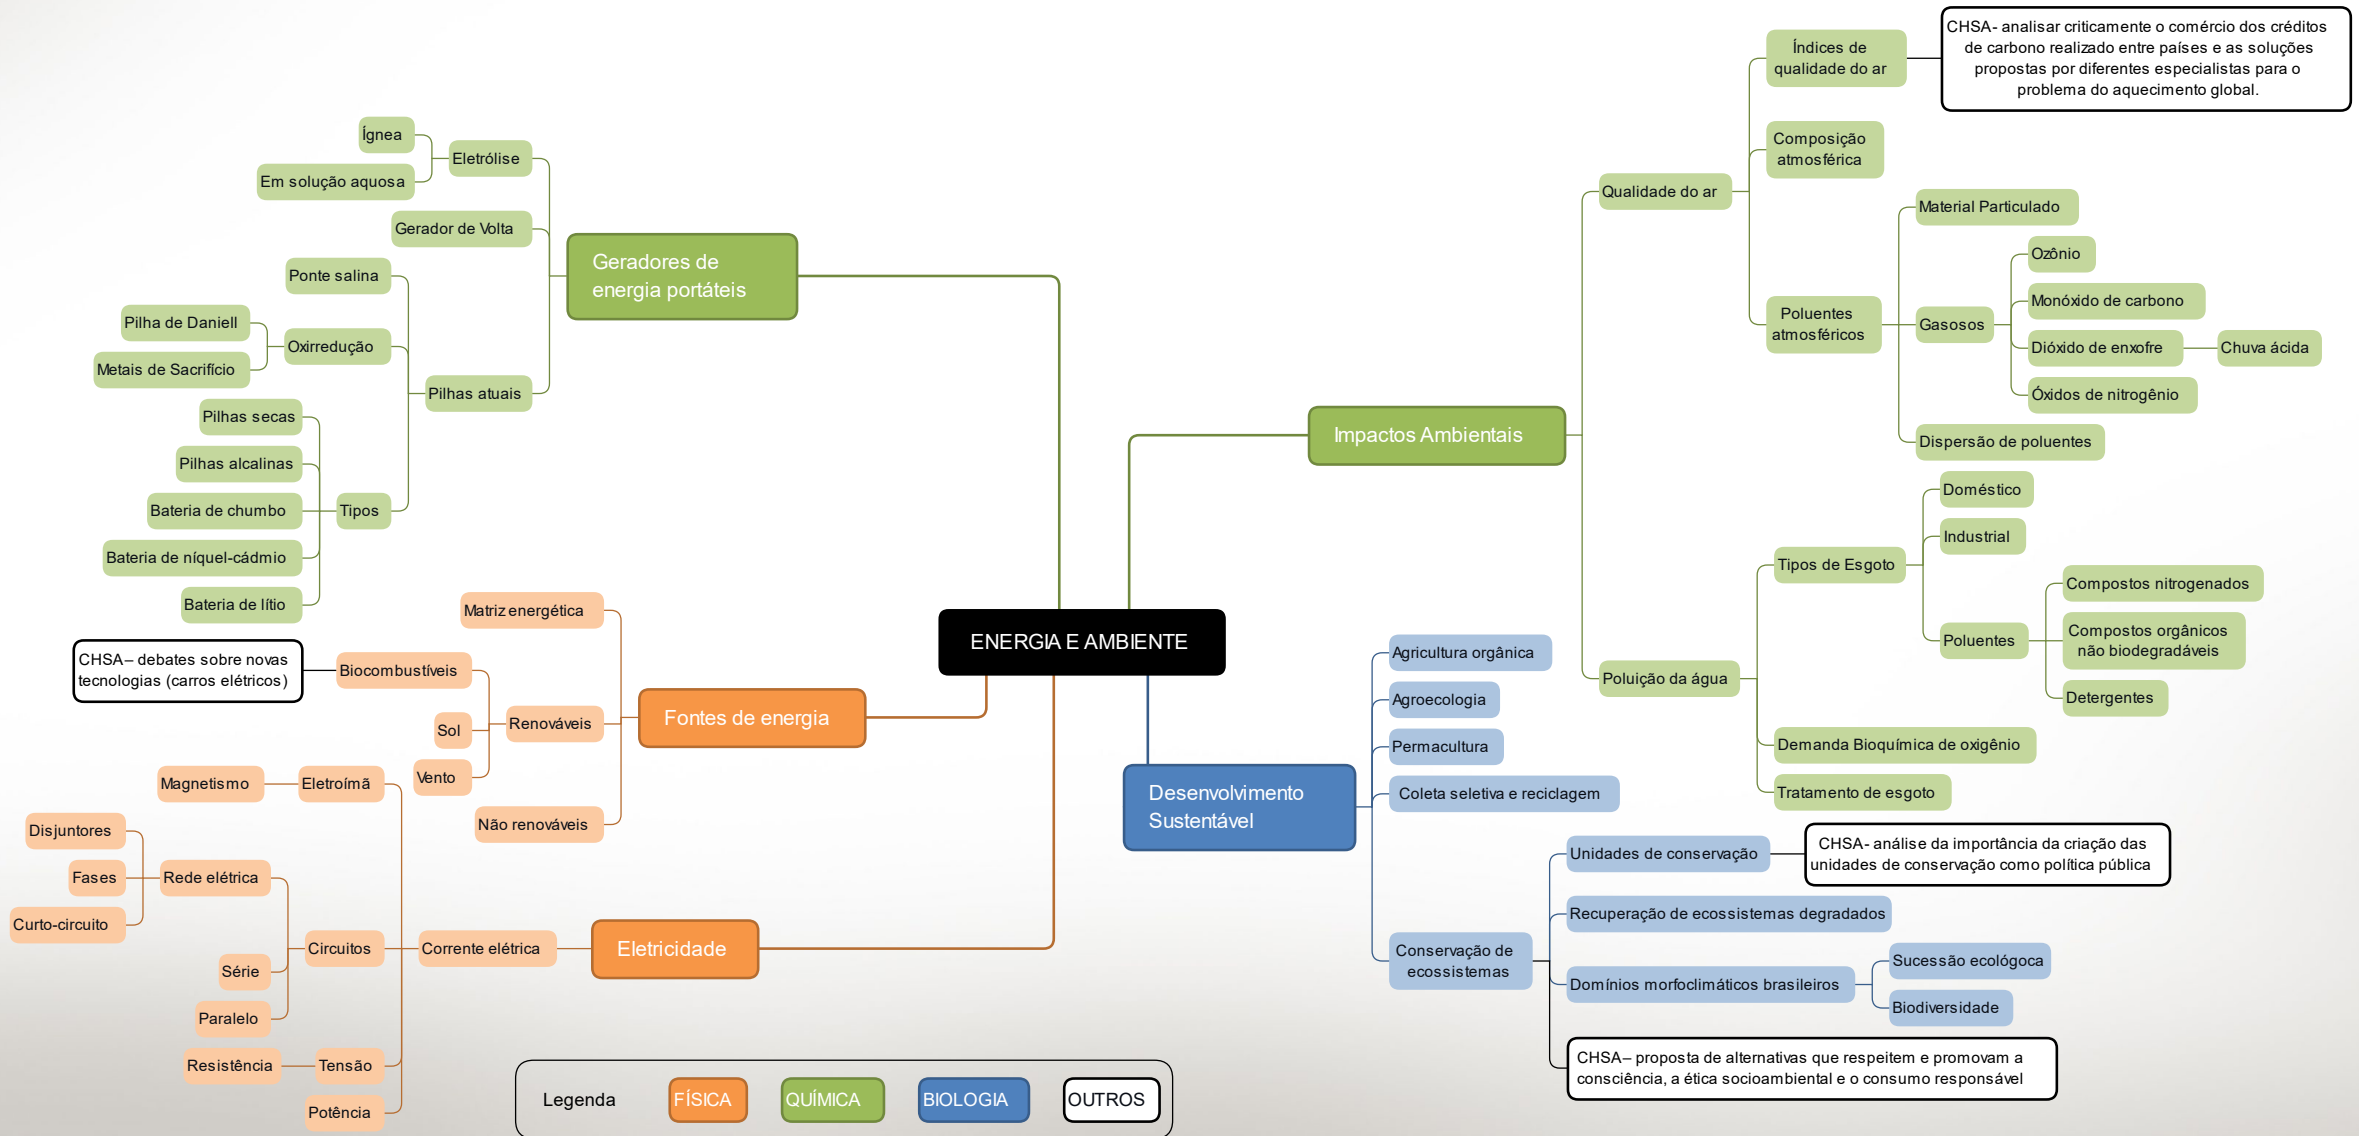 ENERGIA E AMBIENTE
Geradores de
energia portáteis
Eletrólise
Ígnea
Em solução aquosa
Gerador de Volta
Pilhas atuais
Ponte salina
Oxirredução
Pilha de Daniell
Metais de Sacrifício
Tipos
Pilhas secas
Pilhas alcalinas
Bateria de chumbo
Bateria de níquel-cádmio
Bateria de lítio
Fontes de energia
Matriz energética
Renováveis
Biocombustíveis
CHSA– debates sobre novas
tecnologias (carros elétricos)
Sol
Vento
Não renováveis
Eletricidade
Corrente elétrica
Eletroímã
Magnetismo
Circuitos
Rede elétrica
Disjuntores
Fases
Curto-circuito
Série
Paralelo
Tensão
Resistência
Potência
Impactos Ambientais
Qualidade do ar
Índices de
qualidade do ar
CHSA- analisar criticamente o comércio dos créditos
de carbono realizado entre países e as soluções
propostas por diferentes especialistas para o
problema do aquecimento global.
Composição
atmosférica
Poluentes
atmosféricos
Material Particulado
Gasosos
Ozônio
Monóxido de carbono
Dióxido de enxofre
Chuva ácida
Óxidos de nitrogênio
Dispersão de poluentes
Poluição da água
Tipos de Esgoto
Doméstico
Industrial
Poluentes
Compostos nitrogenados
Compostos orgânicos
não biodegradáveis
Detergentes
Demanda Bioquímica de oxigênio
Tratamento de esgoto
Desenvolvimento
Sustentável
Agricultura orgânica
Agroecologia
Permacultura
Coleta seletiva e reciclagem
Conservação de
ecossistemas
Unidades de conservação
CHSA- análise da importância da criação das
unidades de conservação como política pública
Recuperação de ecossistemas degradados
Domínios morfoclimáticos brasileiros
Sucessão ecológoca
Biodiversidade
CHSA– proposta de alternativas que respeitem e promovam a
consciência, a ética socioambiental e o consumo responsável
Legenda
FÍSICA
QUÍMICA
BIOLOGIA
OUTROS